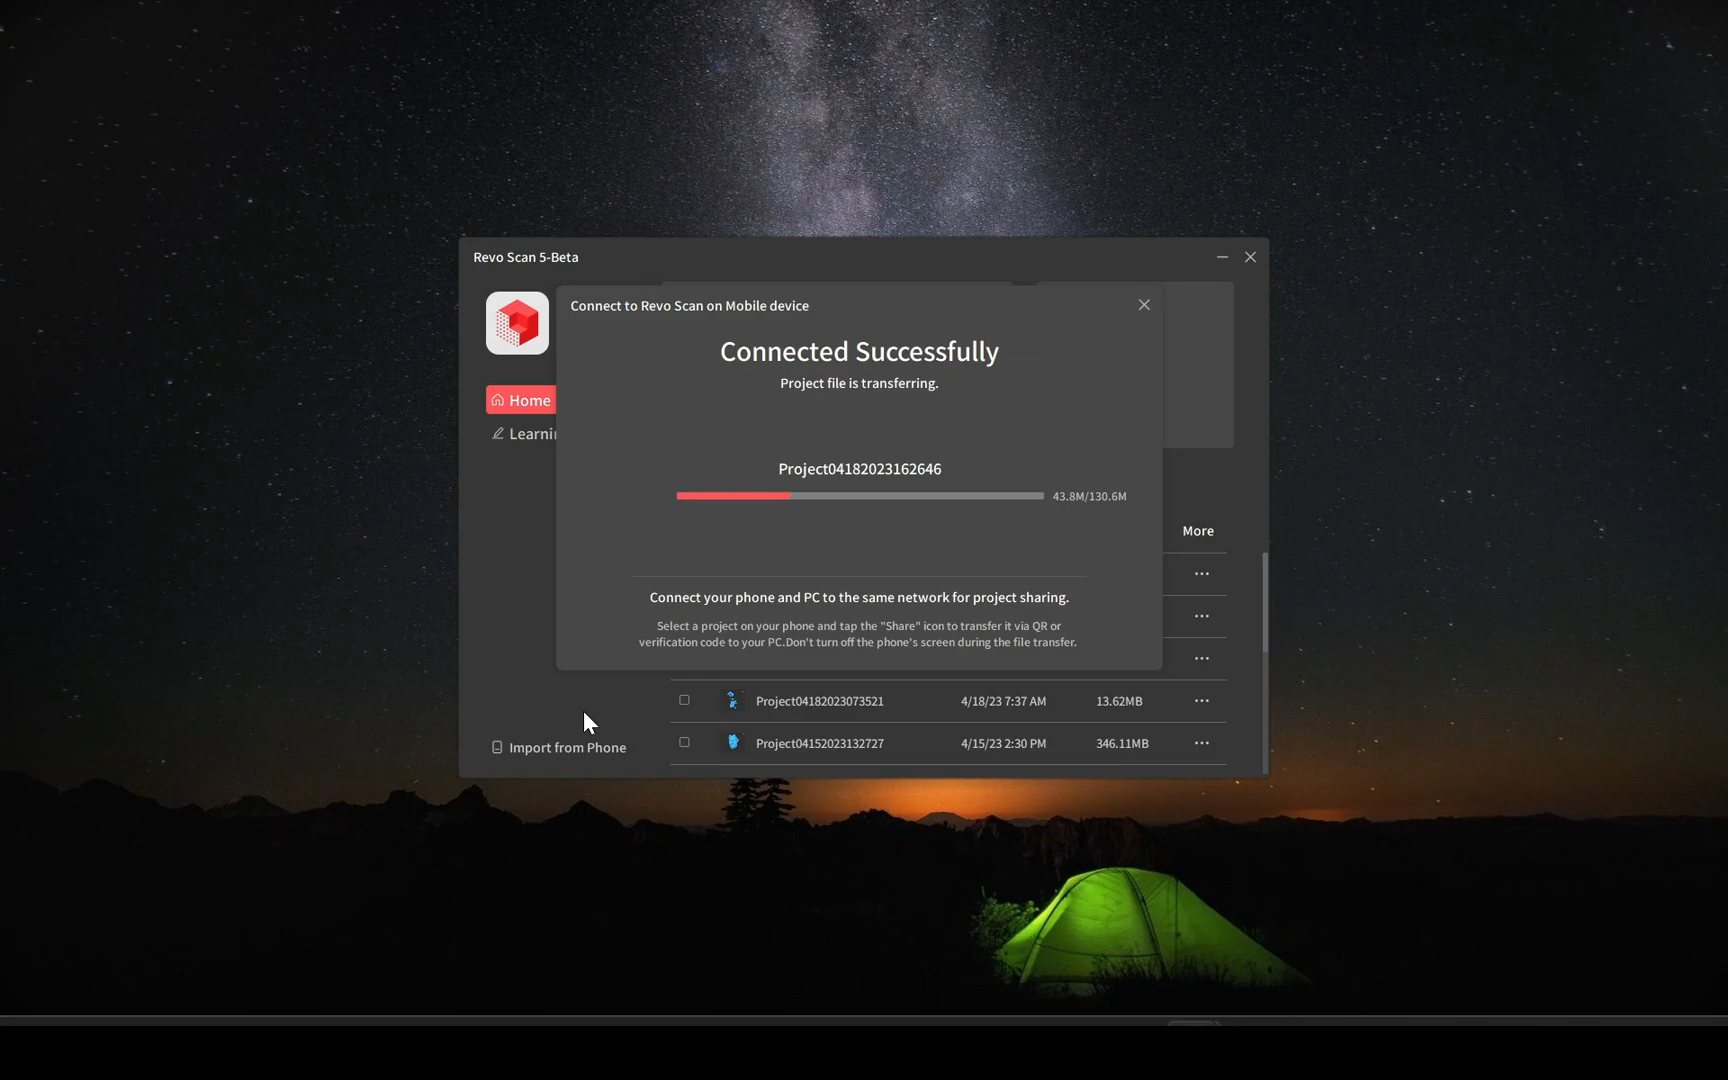 Revo Scan 5-Beta
Connect to Revo Scan on Mobile device
Connected Successfully
Project file is transferring.
Home
Learnin
Project04182023162646
43.8M/130.6M
More
Connect your phone and PC to the same network for project sharing.
Select a project on your phone and tap the "Share" icon to transfer it via QR or
verification code to your PC.Don't turn off the phone's screen during the file transfer.
Project04182023073521 4/18/23 7:37 AM 13.62MB
Import from Phone
Project04152023132727 4/15/23 2:30 PM 346.11MB